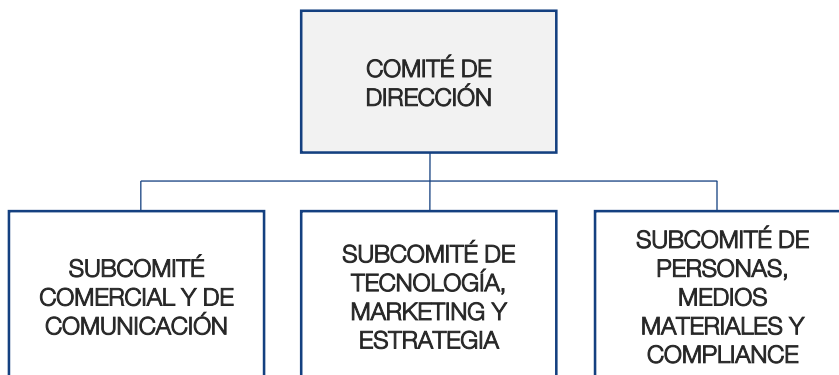 COMITÉ DE
DIRECCIÓN
SUBCOMITÉ
COMERCIAL Y DE
COMUNICACIÓN
SUBCOMITÉ DE
TECNOLOGÍA,
MARKETING Y
ESTRATEGIA
SUBCOMITÉ DE
PERSONAS,
MEDIOS
MATERIALES Y
COMPLIANCE